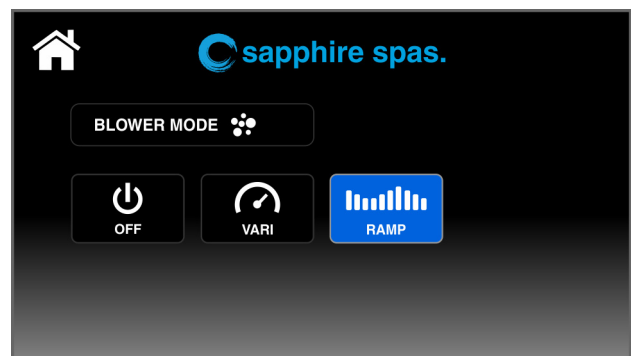 sapphire spas.
BLOWER MODE
OFF
VARI
RAMP